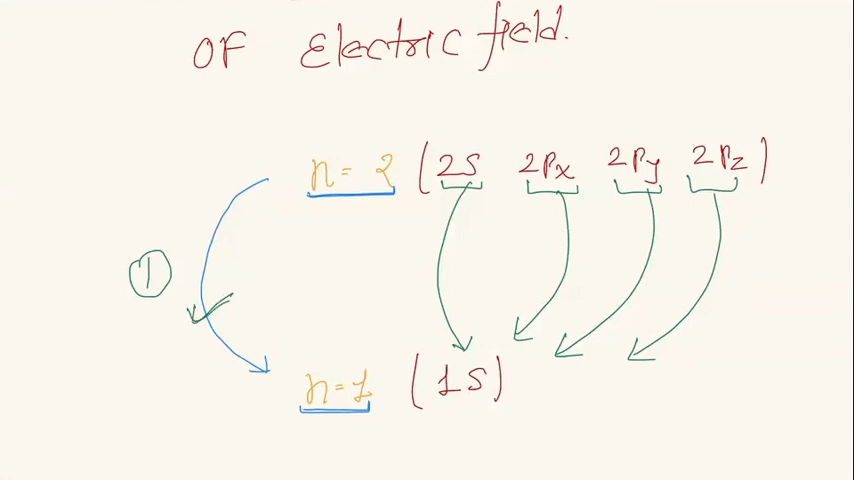 OF Electric field.
n = 2 (2S 2Px 2Py 2Pz)
1
n=1 (1S)